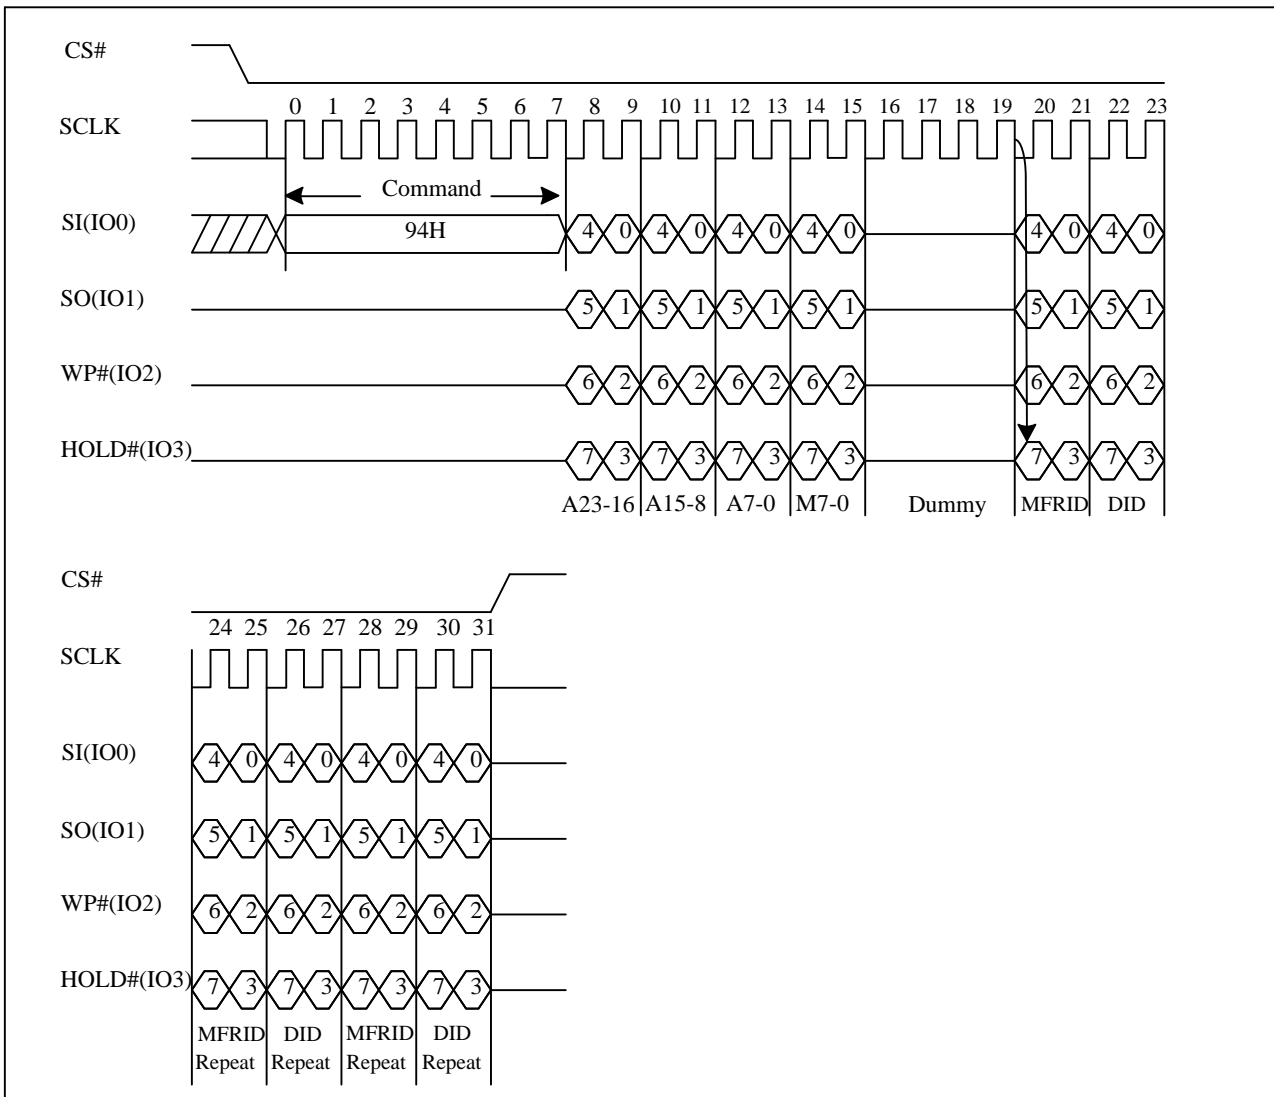 CS#
0 1 2 3 4 5 6 7 8 9 10 11 12 13 14 15 16 17 18 19 20 21 22 23
SCLK
Command
SI(IO0) 94H 4 0 4 0 4 0 4 0 4 0 4 0
SO(IO1) 5 1 5 1 5 1 5 1 5 1 5 1
WP#(IO2) 6 2 6 2 6 2 6 2 6 2 6 2
HOLD#(IO3) 7 3 7 3 7 3 7 3 7 3 7 3
A23-16 A15-8 A7-0 M7-0 Dummy MFRID DID
CS#
24 25 26 27 28 29 30 31
SCLK
SI(IO0) 4 0 4 0 4 0 4 0
SO(IO1) 5 1 5 1 5 1 5 1
WP#(IO2) 6 2 6 2 6 2 6 2
HOLD#(IO3) 7 3 7 3 7 3 7 3
MFRID DID MFRID DID
Repeat Repeat Repeat Repeat